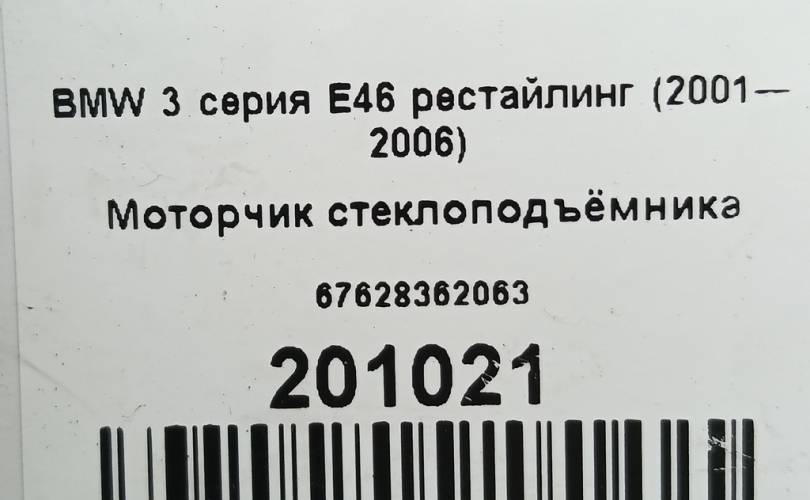 BMW 3 серия E46 рестайлинг (2001—
2006)
Моторчик стеклоподъёмника
67628362063
201021